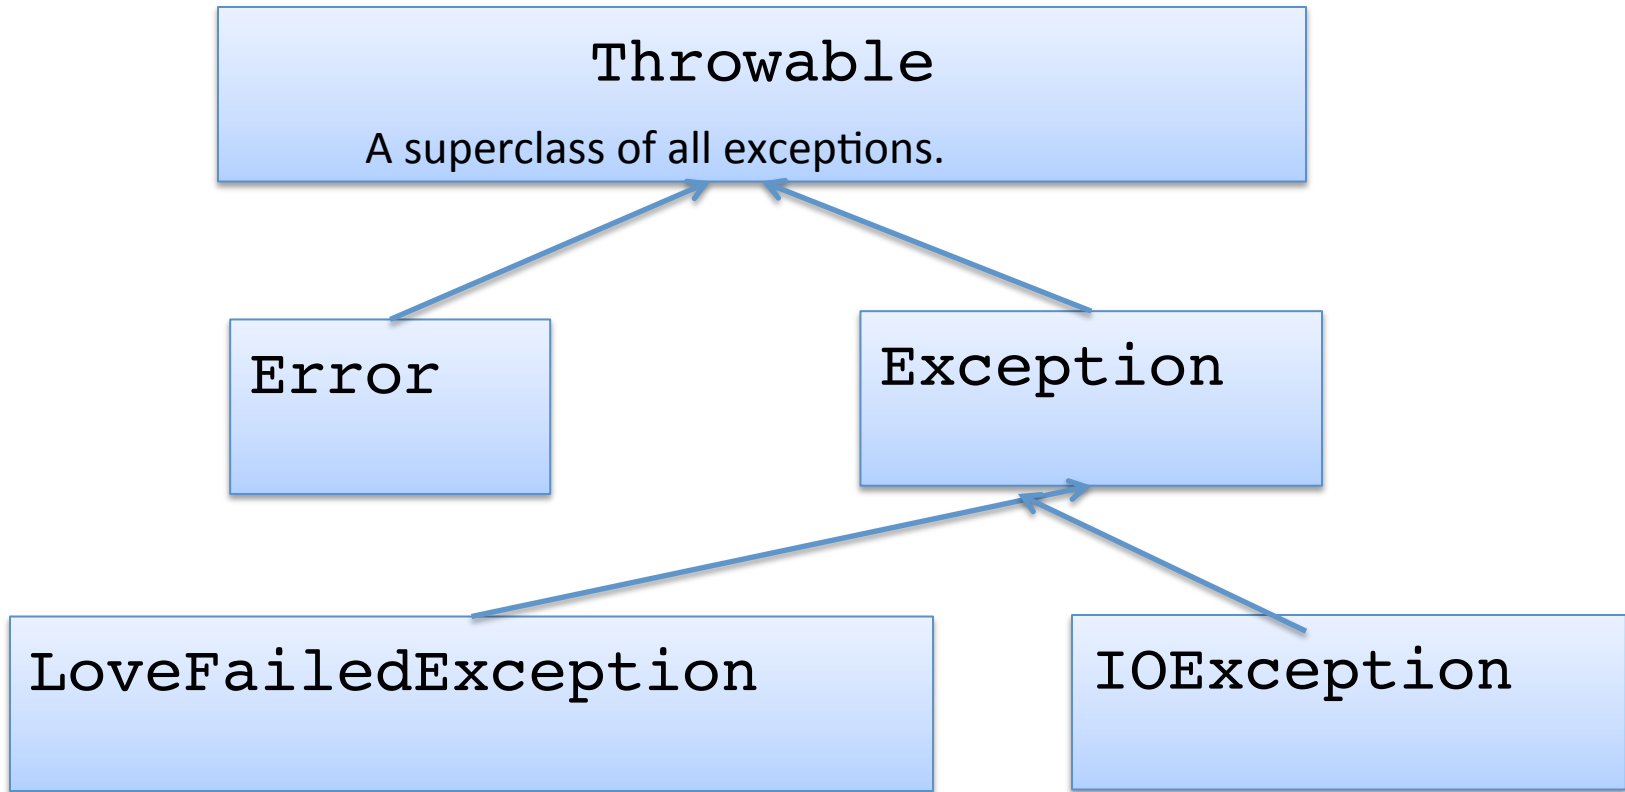 Throwable
A superclass of all exceptions.
Error
Exception
LoveFailedException
IOException